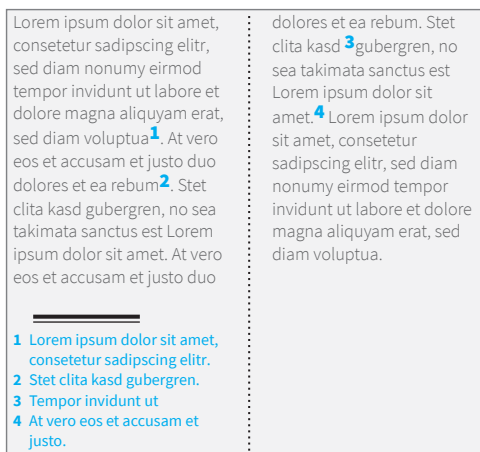 Lorem ipsum dolor sit amet,
consetetur sadipscing elitr,
sed diam nonumy eirmod
tempor invidunt ut labore et
dolore magna aliquyam erat,
sed diam voluptua1. At vero
eos et accusam et justo duo
dolores et ea rebum2. Stet
clita kasd gubergren, no sea
takimata sanctus est Lorem
ipsum dolor sit amet. At vero
eos et accusam et justo duo
dolores et ea rebum. Stet
clita kasd 3gubergren, no
sea takimata sanctus est
Lorem ipsum dolor sit
amet.4 Lorem ipsum dolor
sit amet, consetetur
sadipscing elitr, sed diam
nonumy eirmod tempor
invidunt ut labore et dolore
magna aliquyam erat, sed
diam voluptua.
1 Lorem ipsum dolor sit amet,
consetetur sadipscing elitr.
2 Stet clita kasd gubergren.
3 Tempor invidunt ut
4 At vero eos et accusam et
justo.